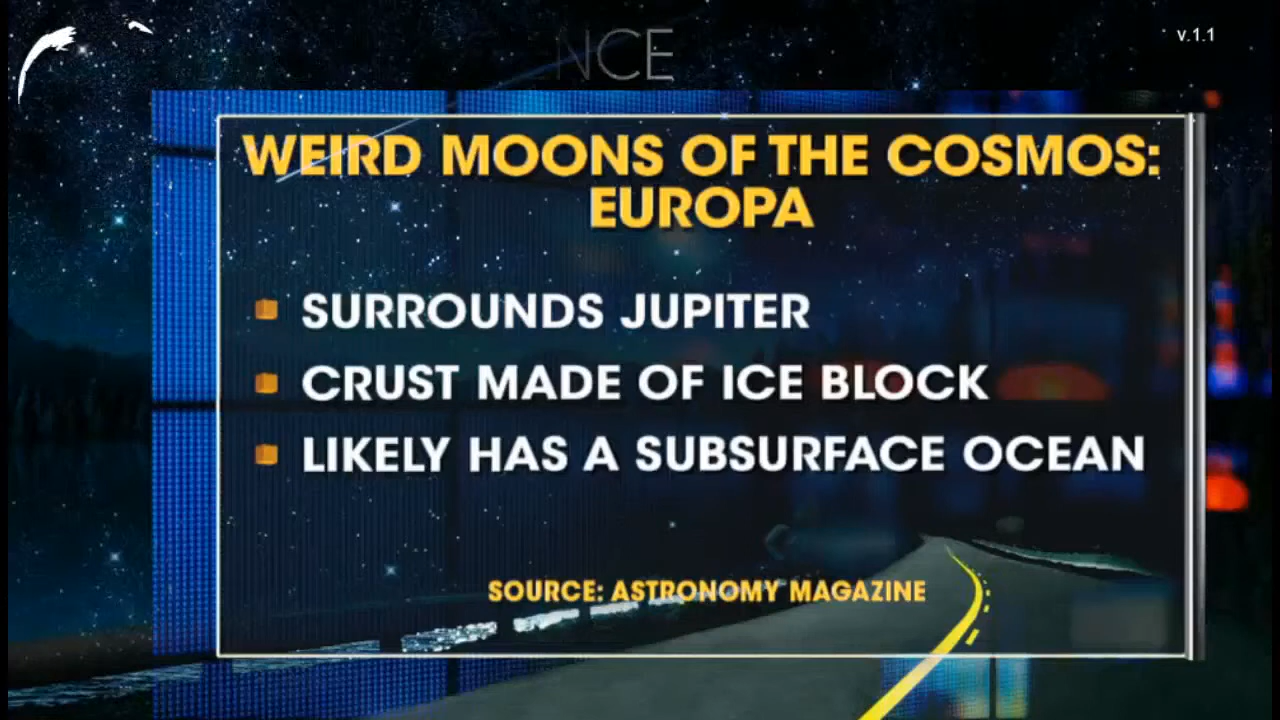 NCE
v.1.1
WEIRD MOONS OF THE COSMOS:
EUROPA
SURROUNDS JUPITER
CRUST MADE OF ICE BLOCK
LIKELY HAS A SUBSURFACE OCEAN
SOURCE: ASTRONOMY MAGAZINE